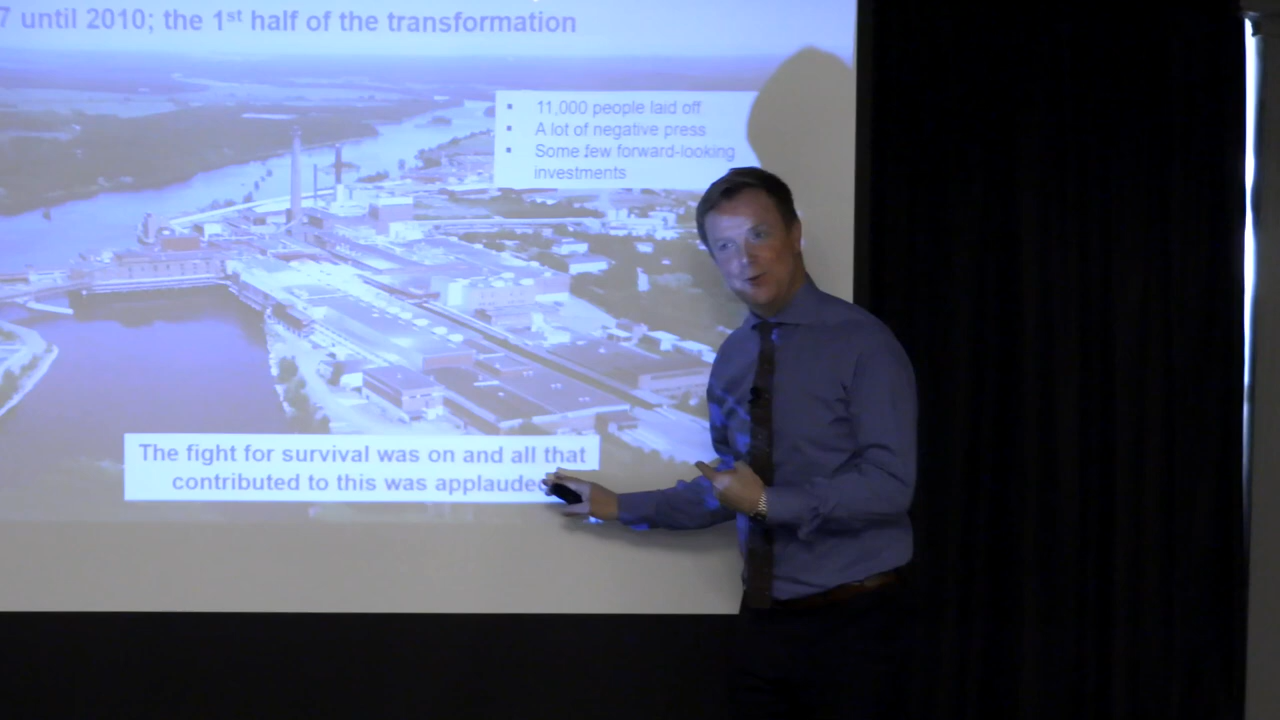 7 until 2010; the 1st half of the transformation
▪ 11,000 people laid off
▪ A lot of negative press
▪ Some few forward-looking
investments
The fight for survival was on and all that
contributed to this was applauded